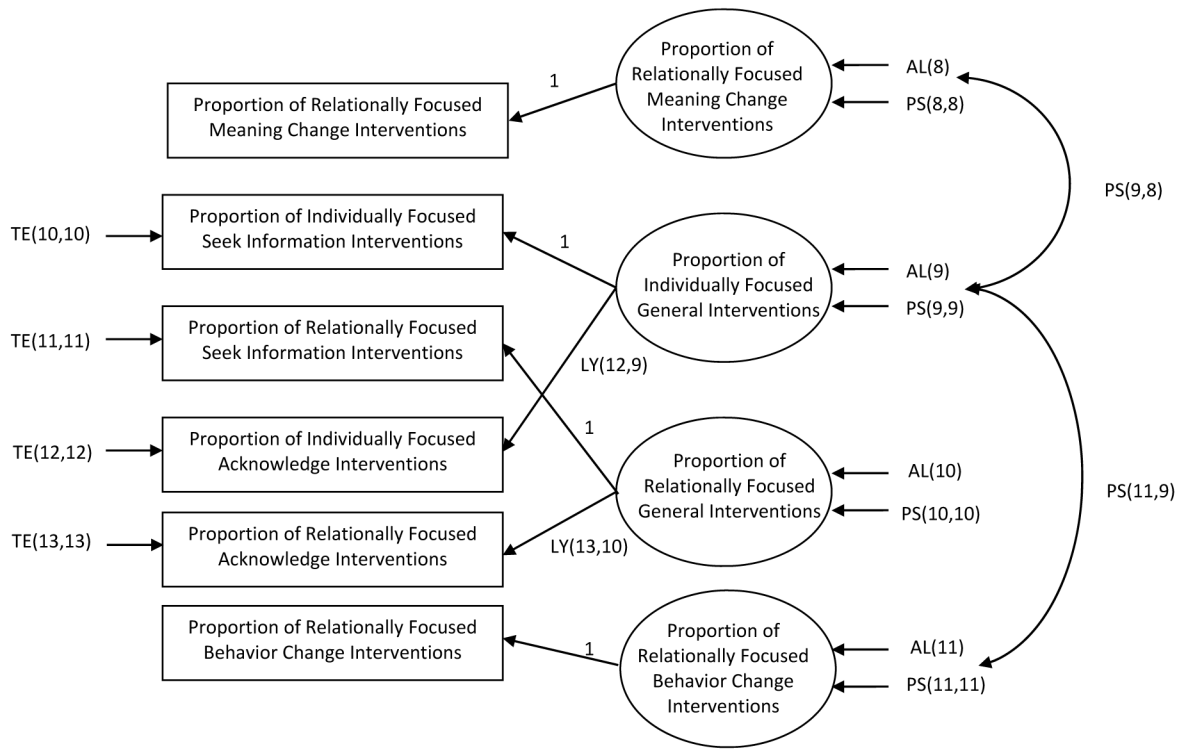 Proportion of
Relationally Focused
Meaning Change
Interventions
AL(8)
PS(8,8)
1
Proportion of Relationally Focused
Meaning Change Interventions
PS(9,8)
TE(10,10)
Proportion of Individually Focused
Seek Information Interventions
1
Proportion of
Individually Focused
General Interventions
AL(9)
PS(9,9)
TE(11,11)
Proportion of Relationally Focused
Seek Information Interventions
LY(12,9)
1
TE(12,12)
Proportion of Individually Focused
Acknowledge Interventions
Proportion of
Relationally Focused
General Interventions
AL(10)
PS(10,10)
PS(11,9)
TE(13,13)
Proportion of Relationally Focused
Acknowledge Interventions
LY(13,10)
Proportion of Relationally Focused
Behavior Change Interventions
1
Proportion of
Relationally Focused
Behavior Change
Interventions
AL(11)
PS(11,11)